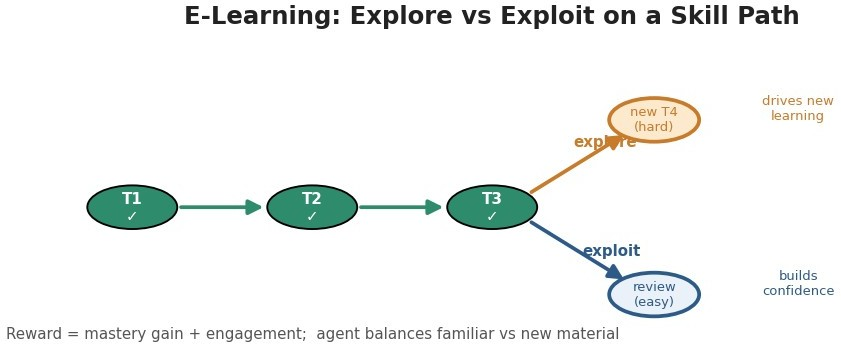 E-Learning: Explore vs Exploit on a Skill Path
new T4
(hard)
drives new
learning
explore
T1
✓
T2
✓
T3
✓
exploit
review
(easy)
builds
confidence
Reward = mastery gain + engagement;  agent balances familiar vs new material